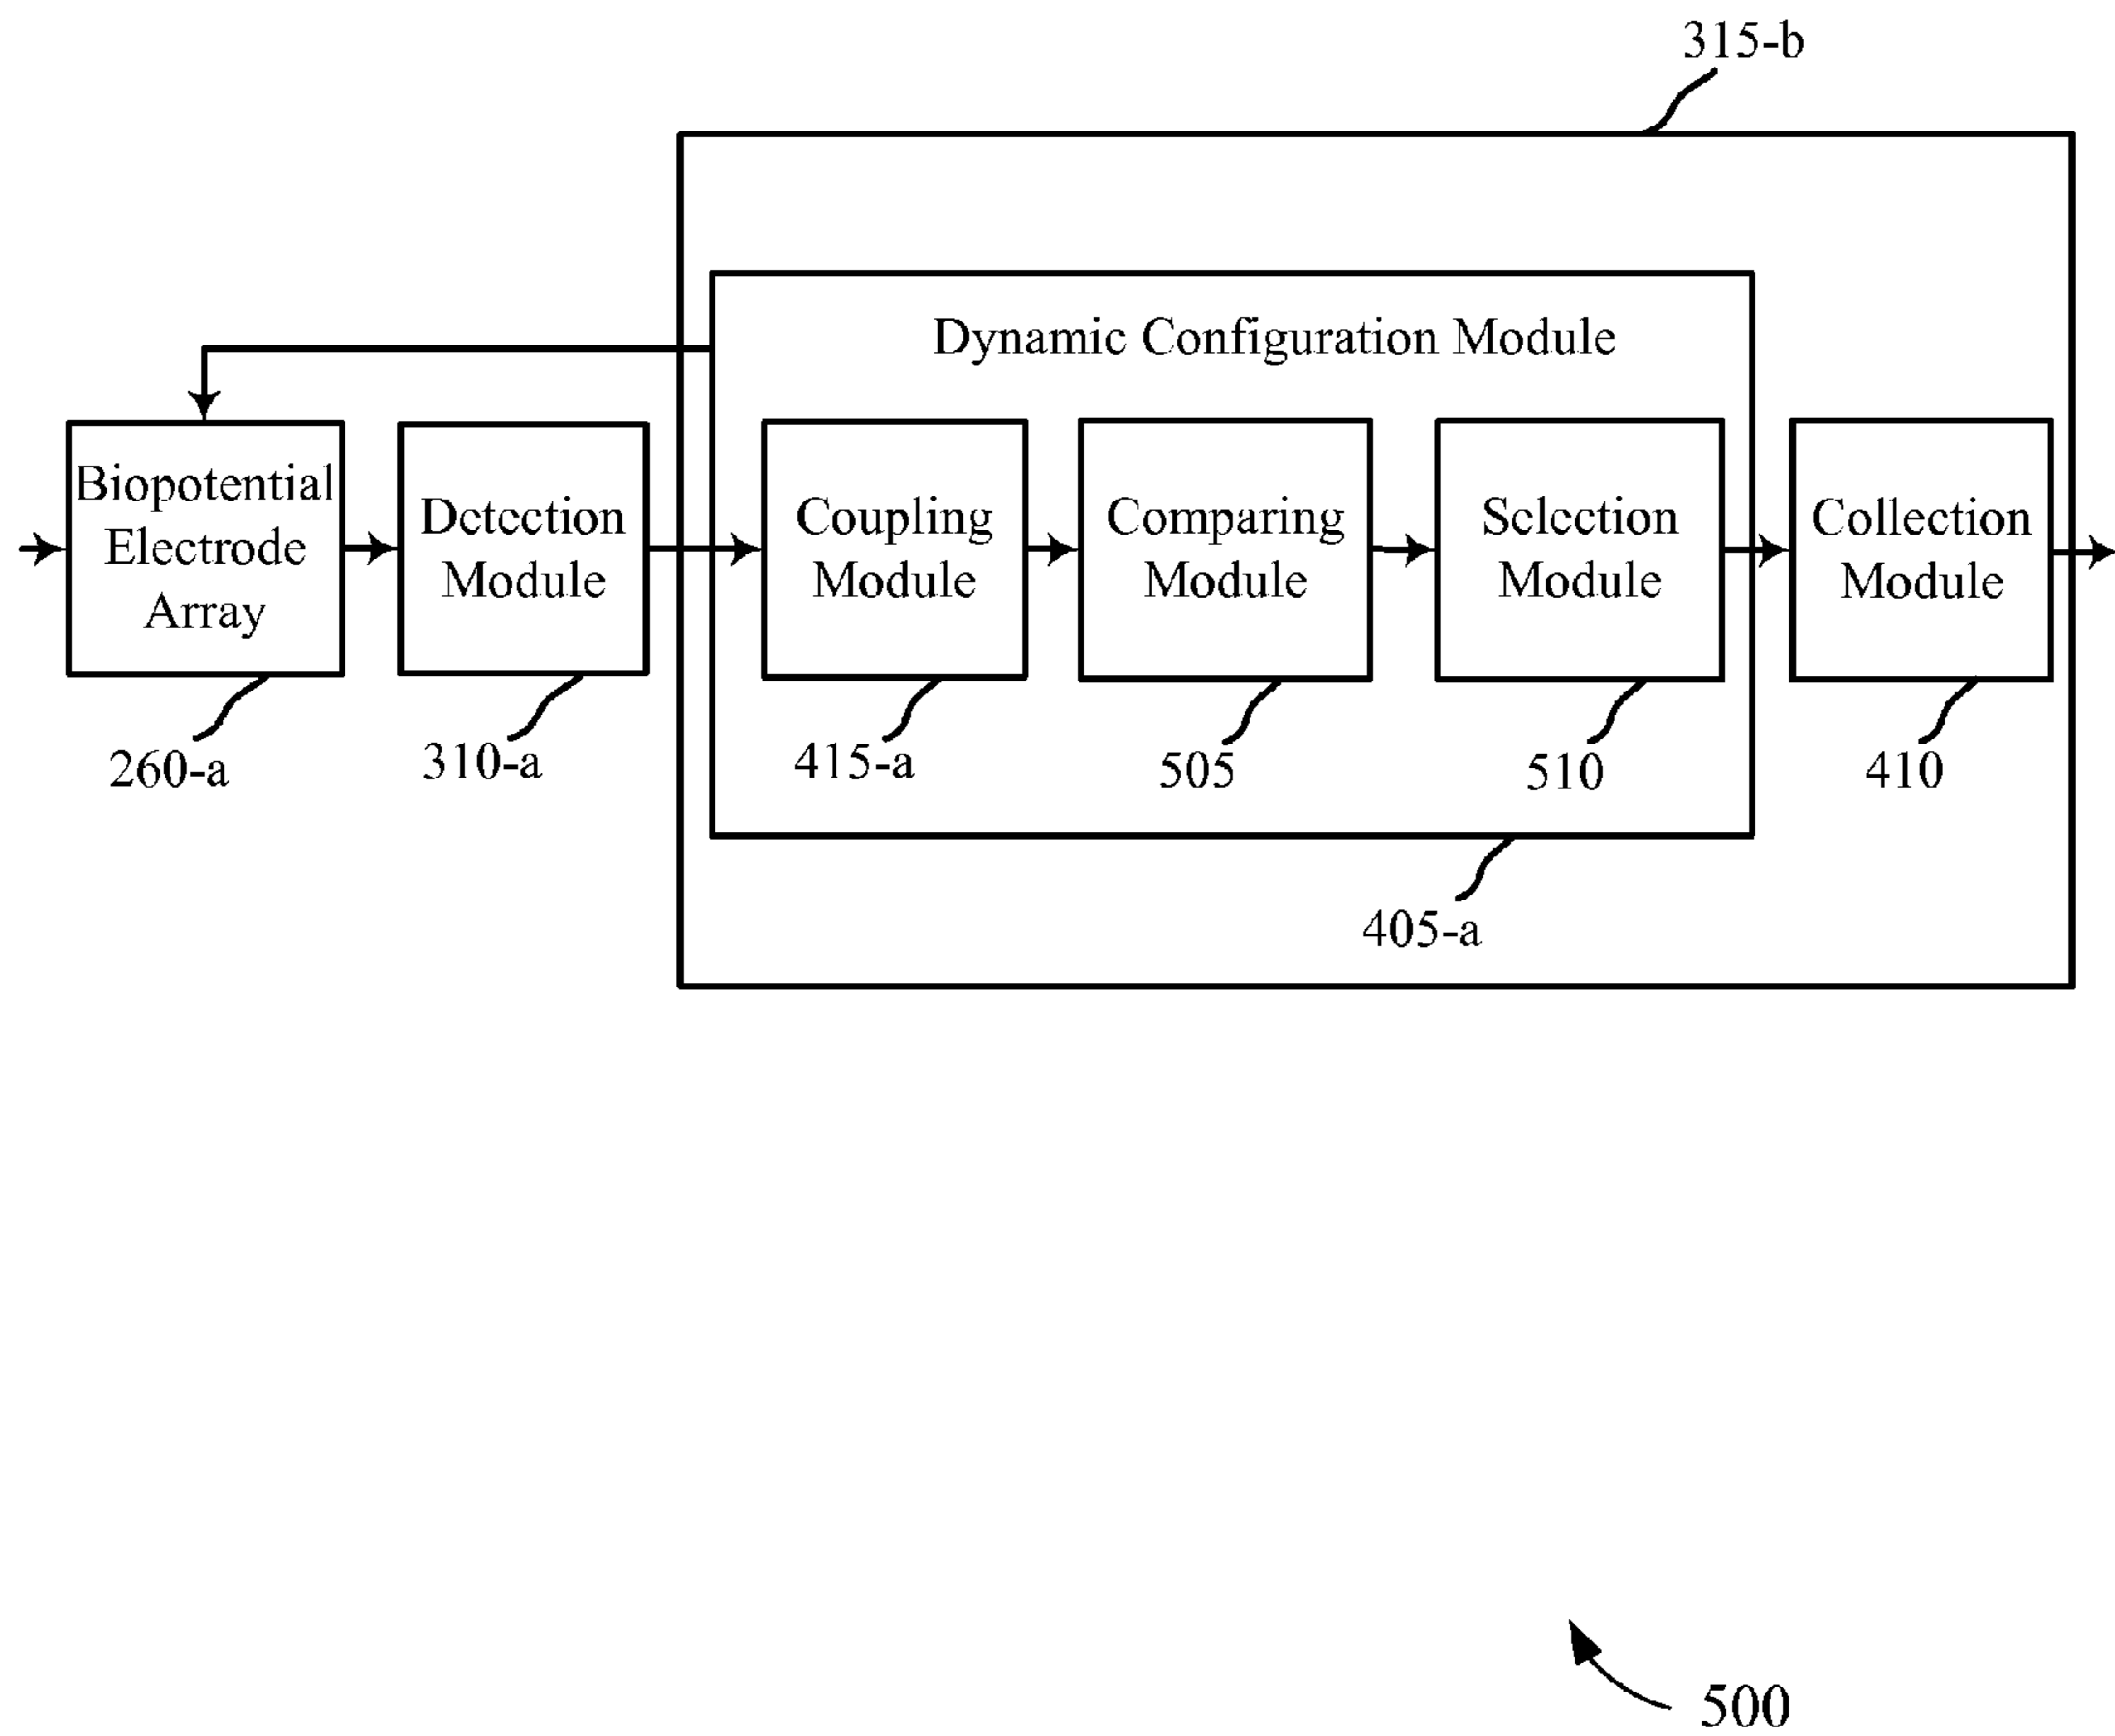 315-b
Dynamic Configuration Module
Biopotential
Electrode
Array
Detection
Module
Coupling
Module
Comparing
Module
Selection
Module
Collection
Module
260-a
310-a
415-a
505
510
410
405-a
500